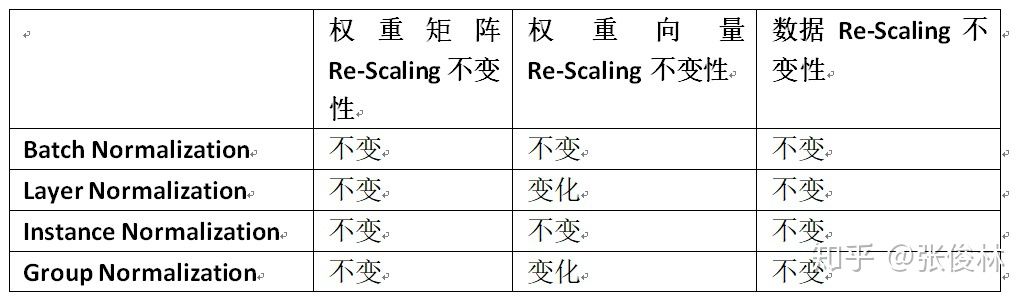 权重矩阵 Re-Scaling 不变性 权重向量 Re-Scaling 不变性 数据 Re-Scaling 不变性
Batch Normalization 不变 不变 不变
Layer Normalization 不变 变化 不变
Instance Normalization 不变 不变 不变
Group Normalization 不变 变化 不变
知乎 @张俊林